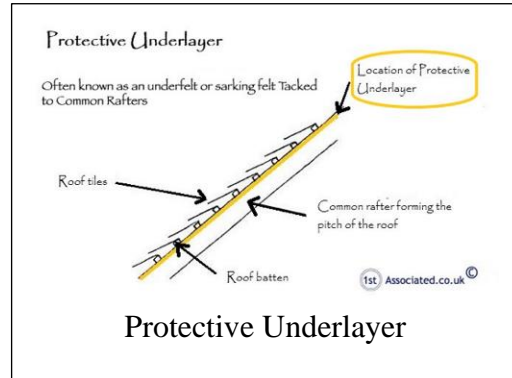 Protective Underlayer
Often known as an underfelt or sarking felt Tacked
to Common Rafters
Location of Protective
Underlayer
Roof tiles
Common rafter forming the
pitch of the roof
Roof batten
1st Associated.co.uk ©
Protective Underlayer